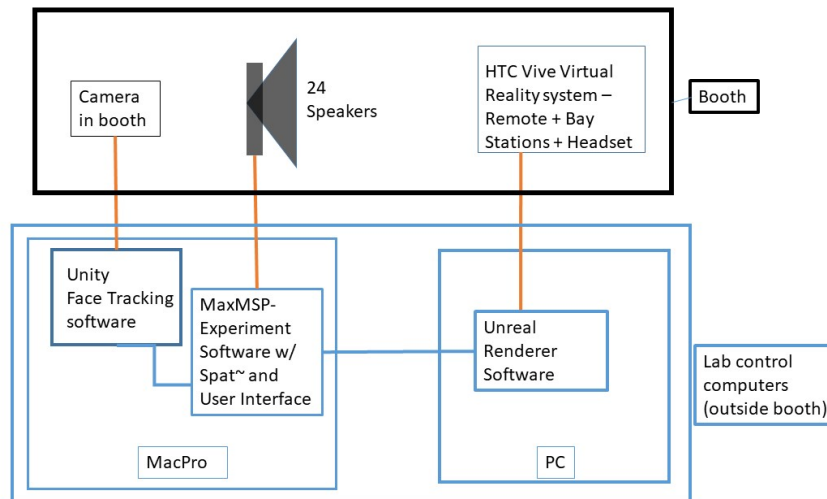 Camera
in booth
24
Speakers
HTC Vive Virtual
Reality system –
Remote + Bay
Stations + Headset
Booth
Unity
Face Tracking
software
MaxMSP-
Experiment
Software w/
Spat~ and
User Interface
Unreal
Renderer
Software
Lab control
computers
(outside booth)
MacPro
PC